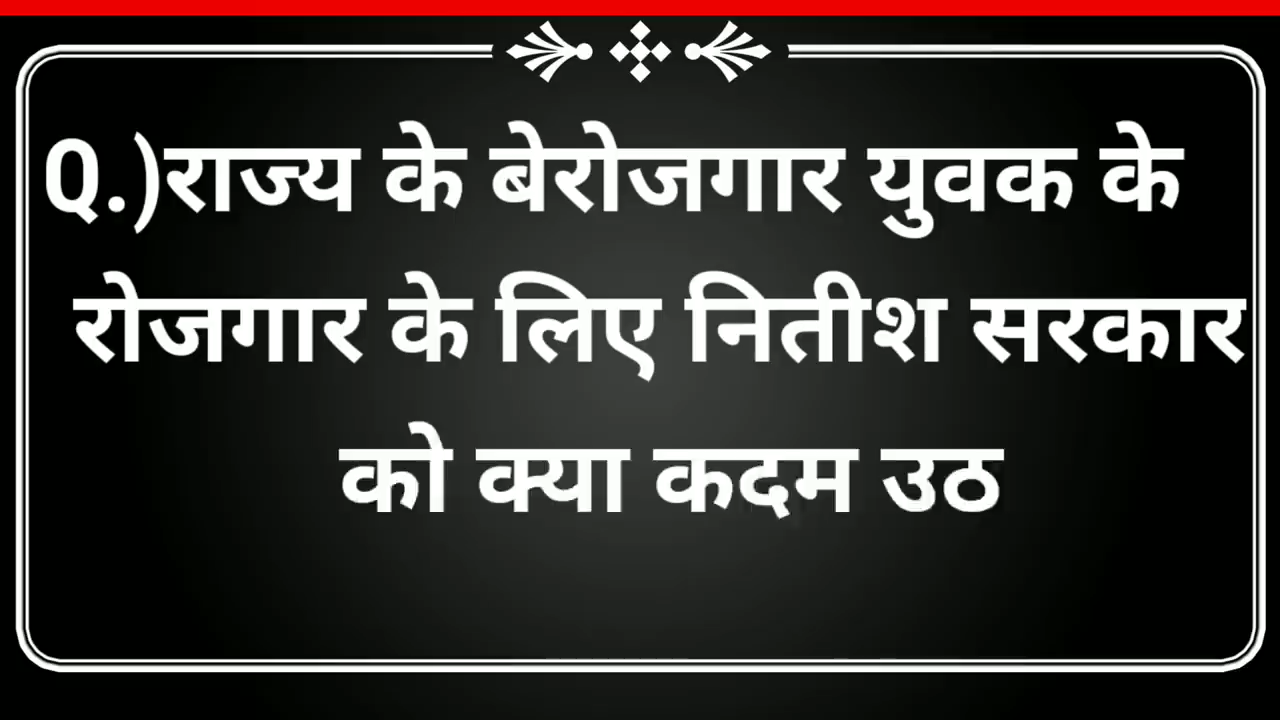 Q.)राज्य के बेरोजगार युवक के
रोजगार के लिए नितीश सरकार
को क्या कदम उठ